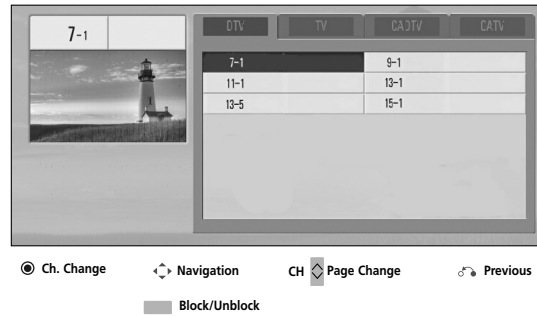 7-1
DTV TV CADTV CATV
7-1 9-1
11-1 13-1
13-5 15-1
Ch. Change Navigation CH Page Change Previous
Block/Unblock